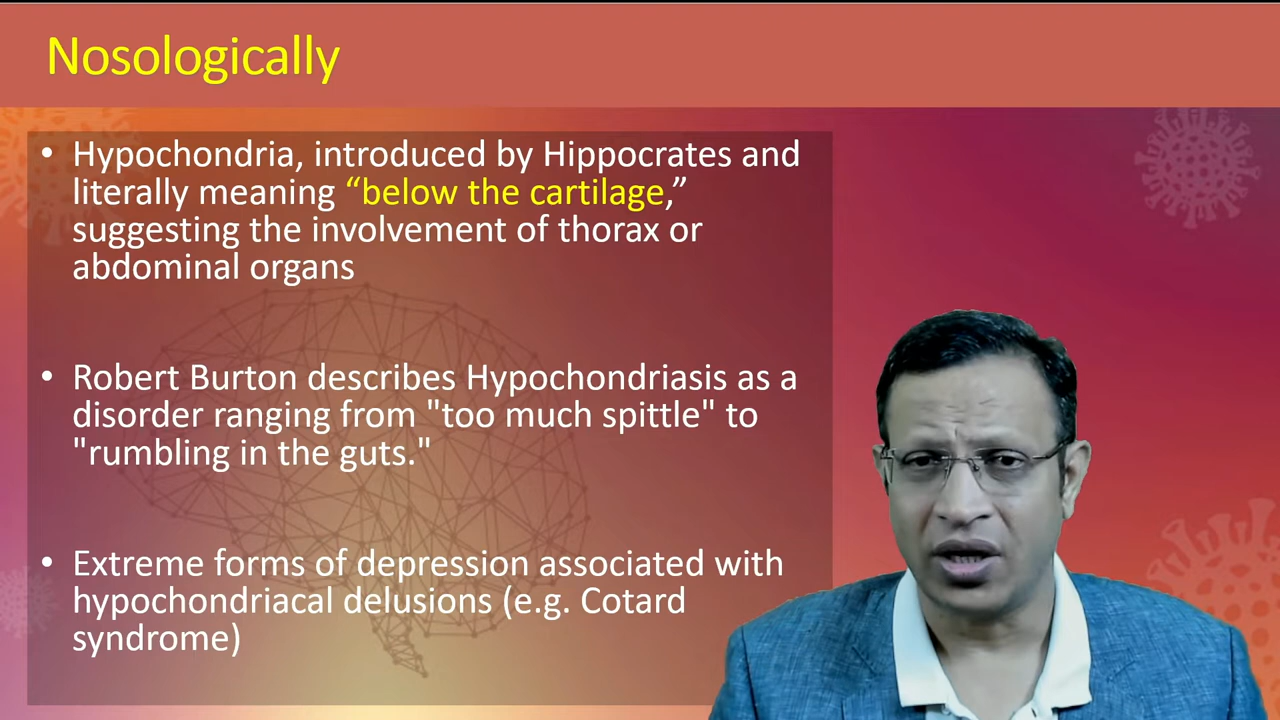 Nosologically
• Hypochondria, introduced by Hippocrates and
literally meaning “below the cartilage,”
suggesting the involvement of thorax or
abdominal organs
• Robert Burton describes Hypochondriasis as a
disorder ranging from "too much spittle" to
"rumbling in the guts."
• Extreme forms of depression associated with
hypochondriacal delusions (e.g. Cotard
syndrome)